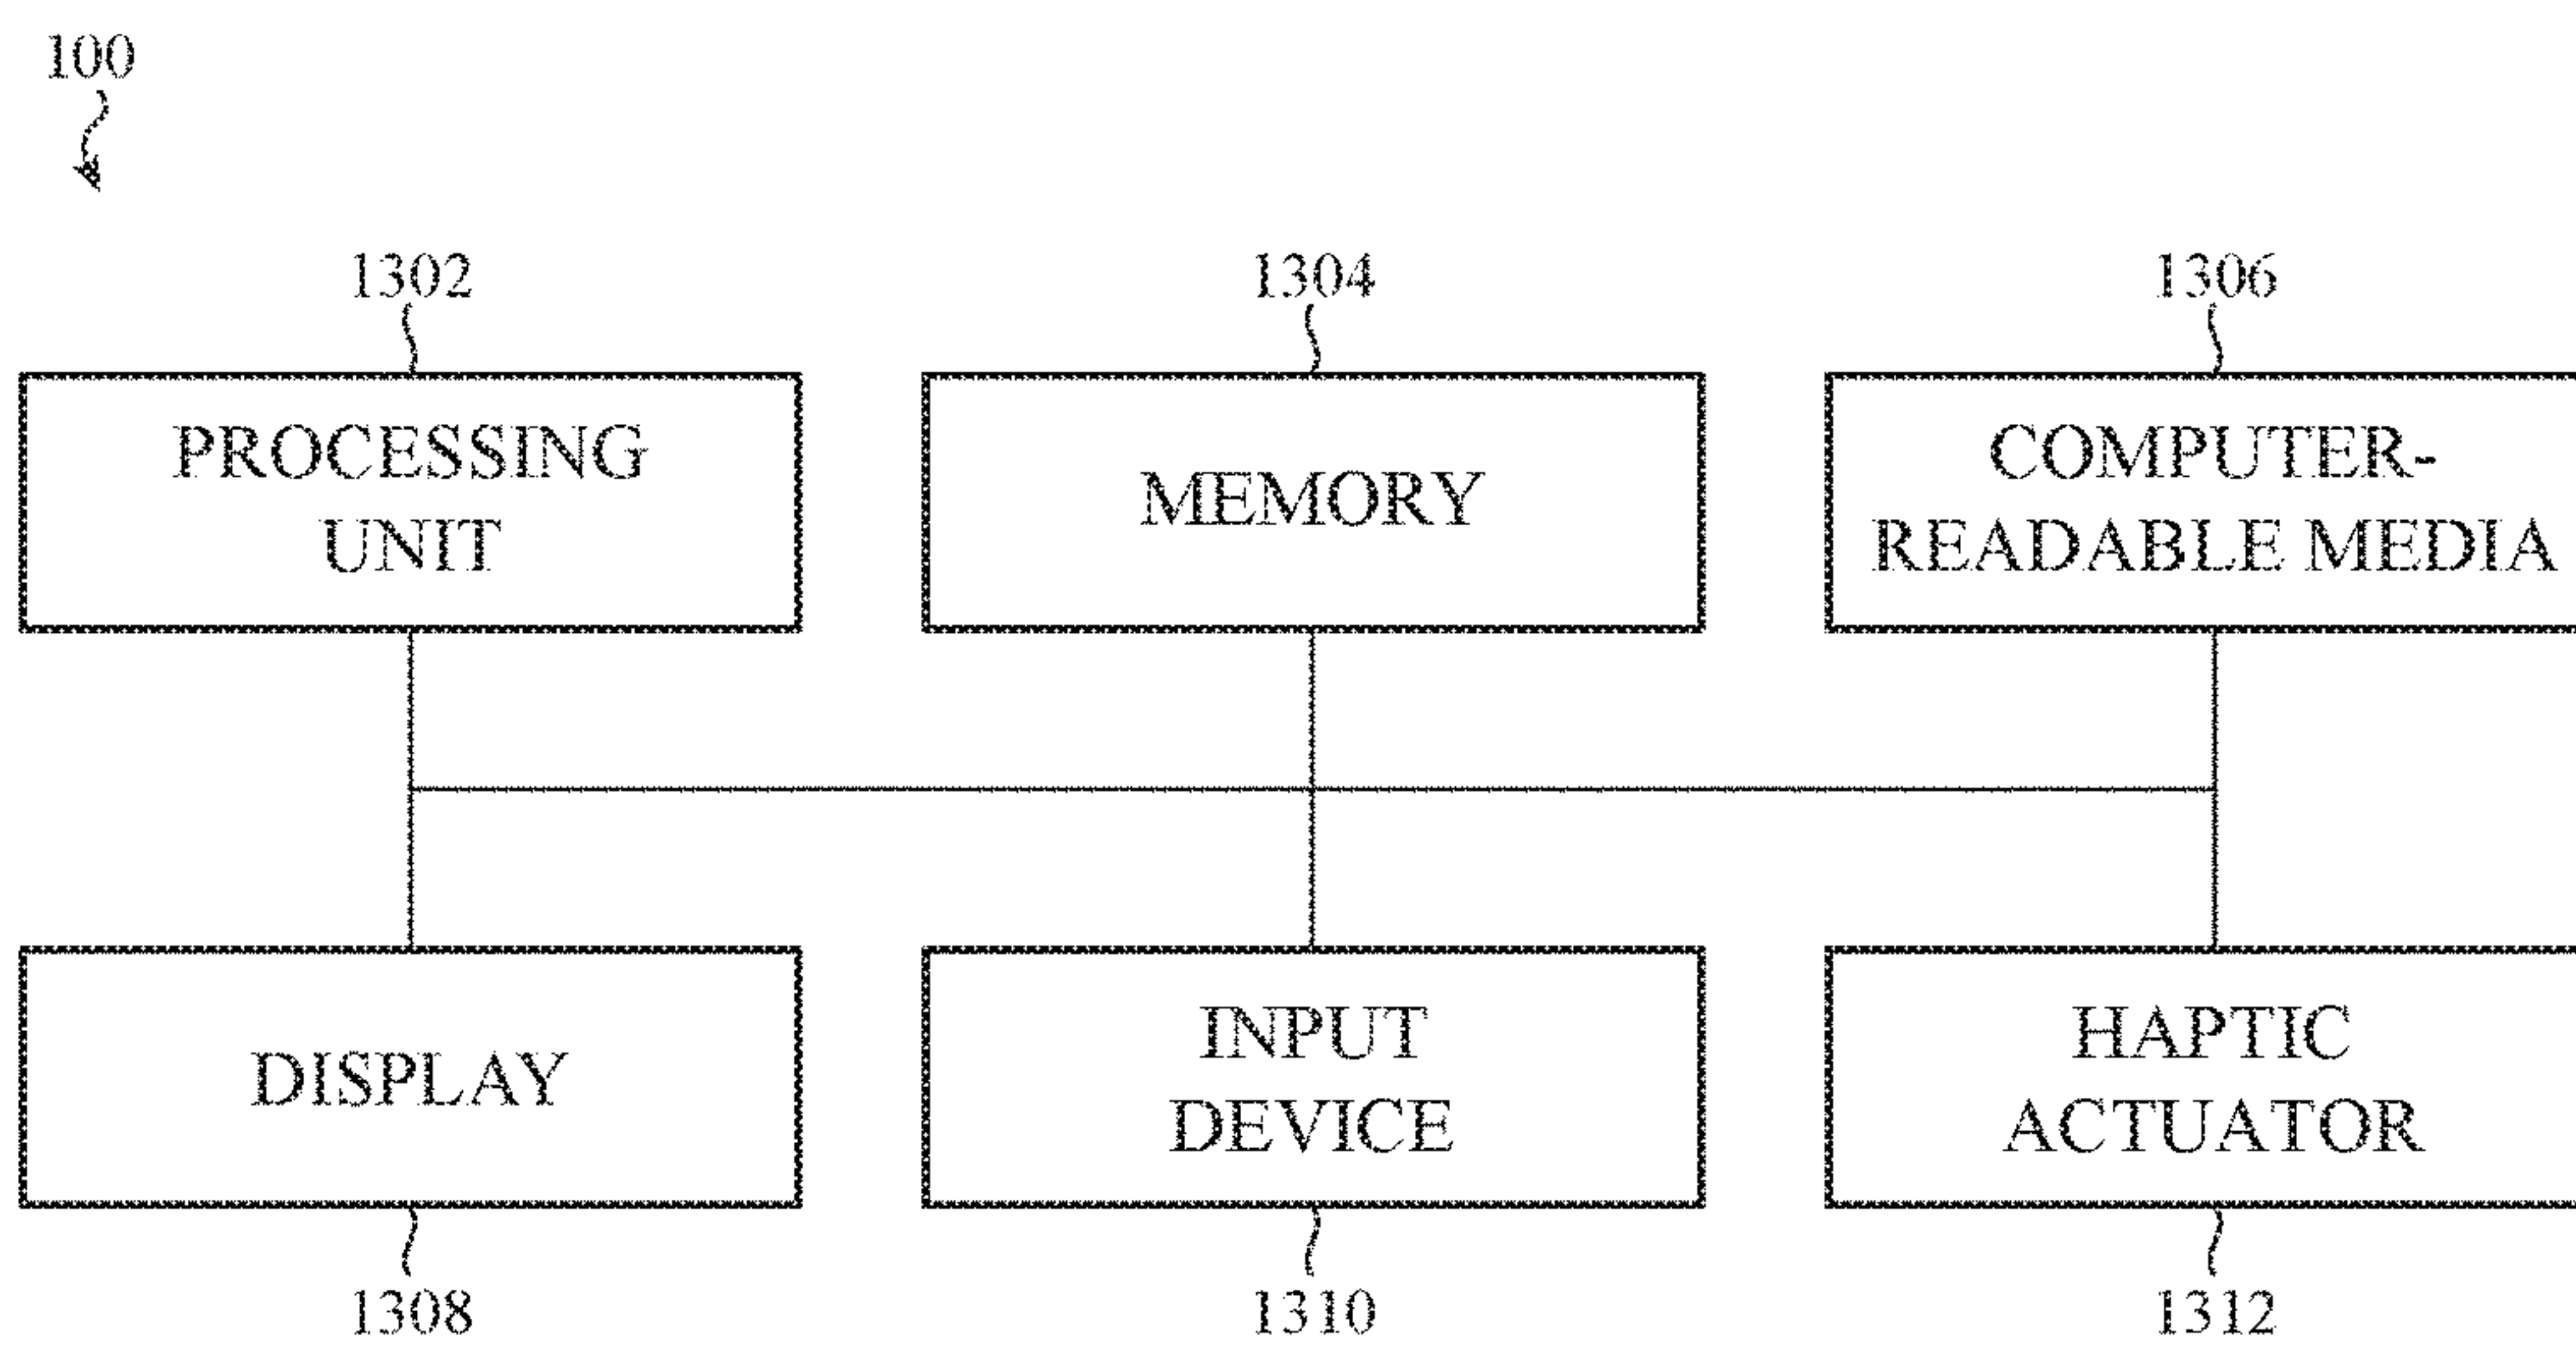 100
1302
1304
1306
PROCESSING
UNIT
MEMORY
COMPUTER-
READABLE MEDIA
DISPLAY
INPUT
DEVICE
HAPTIC
ACTUATOR
1308
1310
1312